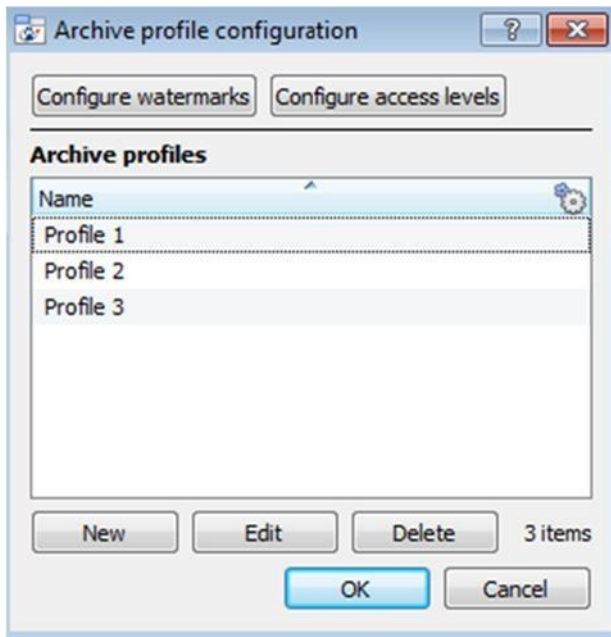 Archive profile configuration
Configure watermarks Configure access levels
Archive profiles
Name
Profile 1
Profile 2
Profile 3
New Edit Delete 3 items
OK Cancel